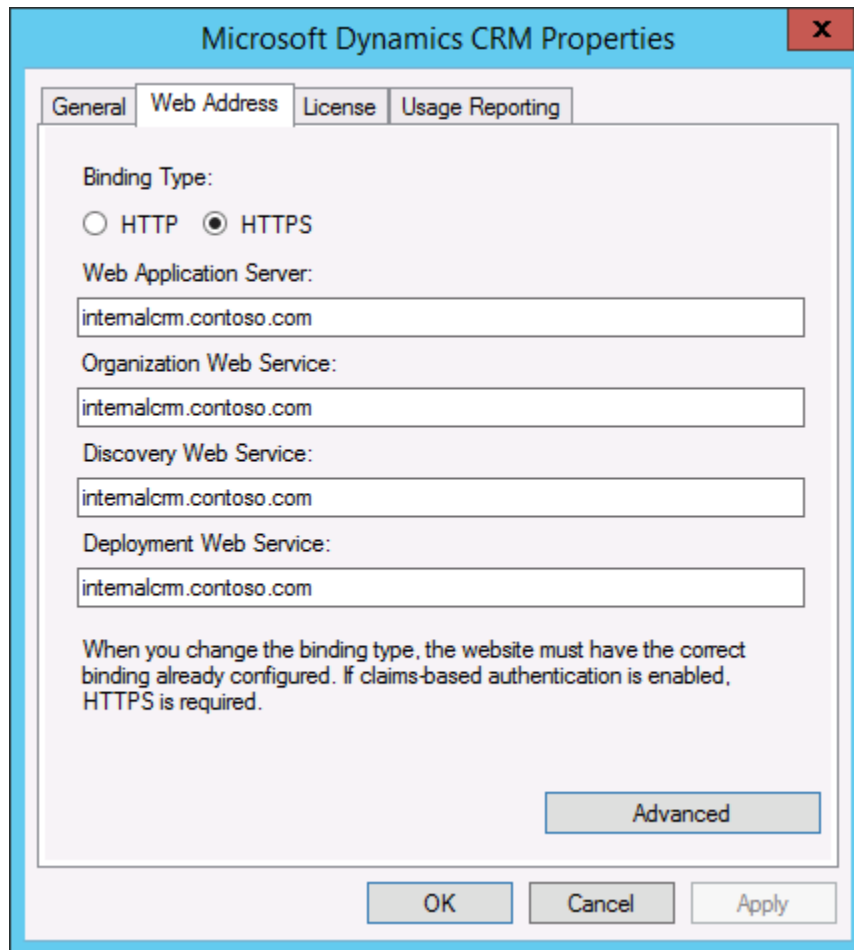 Microsoft Dynamics CRM Properties
x
General Web Address License Usage Reporting
Binding Type:
HTTP HTTPS
Web Application Server:
internalcrm.contoso.com
Organization Web Service:
internalcrm.contoso.com
Discovery Web Service:
internalcrm.contoso.com
Deployment Web Service:
internalcrm.contoso.com
When you change the binding type, the website must have the correct
binding already configured. If claims-based authentication is enabled,
HTTPS is required.
Advanced
OK Cancel Apply